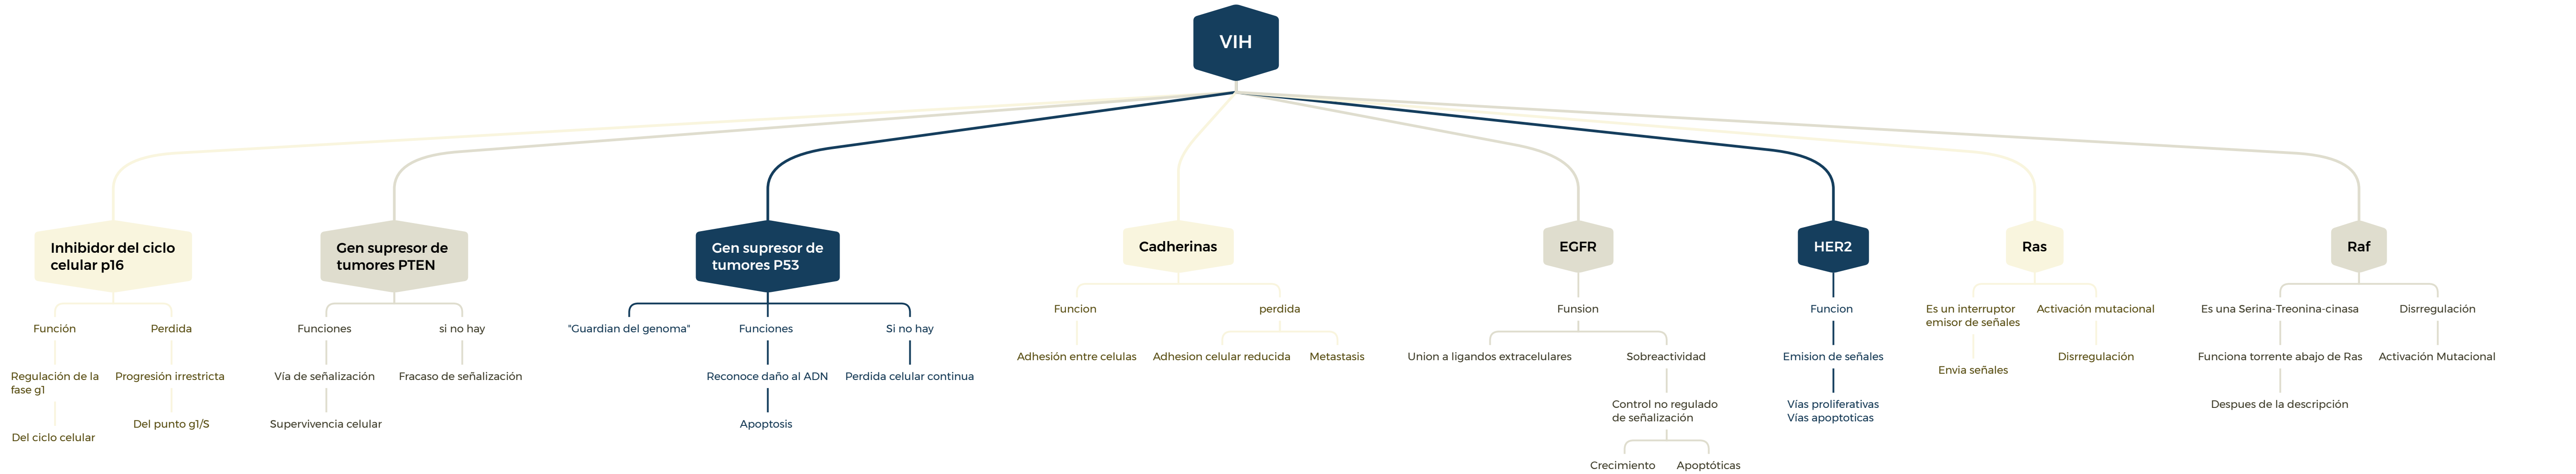 VIH
Inhibidor del ciclo
celular p16
Función
Regulación de la
fase g1
Del ciclo celular
Perdida
Progresión irrestricta
Del punto g1/S
Gen supresor de
tumores PTEN
Funciones
Vía de señalización
Supervivencia celular
si no hay
Fracaso de señalización
Gen supresor de
tumores P53
"Guardian del genoma"
Funciones
Reconoce daño al ADN
Apoptosis
Si no hay
Perdida celular continua
Cadherinas
Funcion
Adhesión entre celulas
perdida
Adhesion celular reducida
Metastasis
EGFR
Funsion
Union a ligandos extracelulares
Sobreactividad
Control no regulado
de señalización
Crecimiento
Apoptóticas
HER2
Funcion
Emision de señales
Vías proliferativas
Vías apoptoticas
Ras
Es un interruptor
emisor de señales
Envia señales
Activación mutacional
Disrregulación
Raf
Es una Serina-Treonina-cinasa
Funciona torrente abajo de Ras
Despues de la descripción
Disrregulación
Activación Mutacional